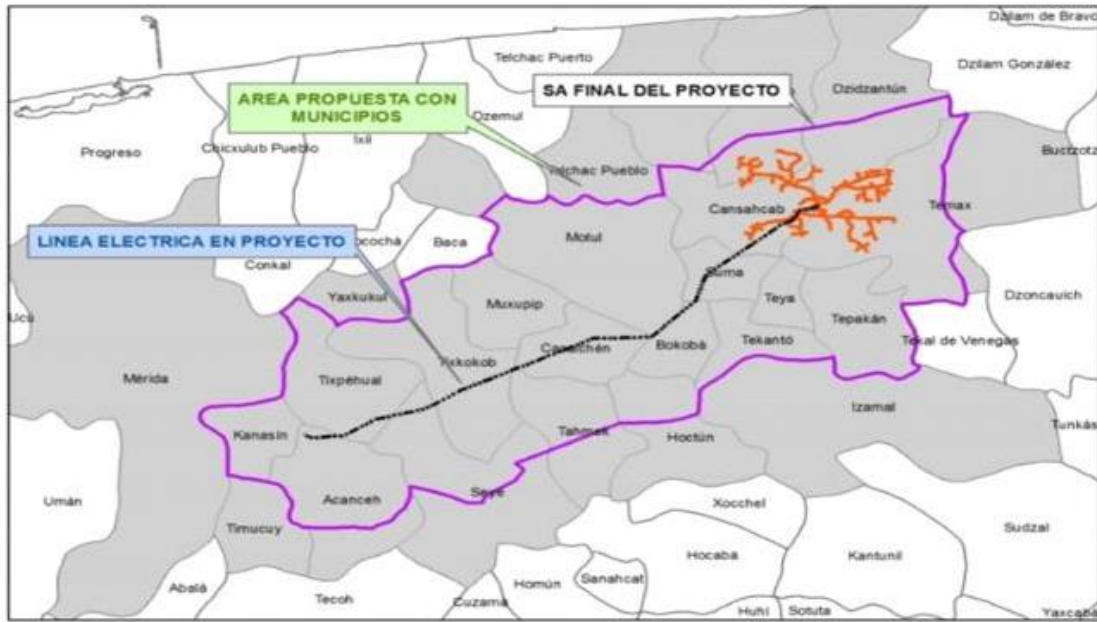 Dzilam de Bravo
Telchac Puerto
Dzilam González
SA FINAL DEL PROYECTO
Dzidzantún
AREA PROPUESTA CON
MUNICIPIOS
Dzemul
Ixil
Progreso
Chicxulub Pueblo
Buctzotz
Telchac Pueblo
Cansahcab
Temax
LINEA ELECTRICA EN PROYECTO
Baca
Motul
Conkal
Suma
Dzoncauich
Yaxkukul
Muxupip
Teya
Ucú
Tepakán
Tekal de Venegas
Bokobá
Tekantó
Tixkokob
Mérida
Tixpéhual
Izamal
Tunkás
Kanasín
Tahmek
Hoctún
Umán
Acanceh
Seyé
Xocchel
Timucuy
Sudzal
Hocabá
Kantunil
Abalá
Tecoh
Homún
Sanahcat
Cuzamá
Huhí
Sotuta
Yaxcabá